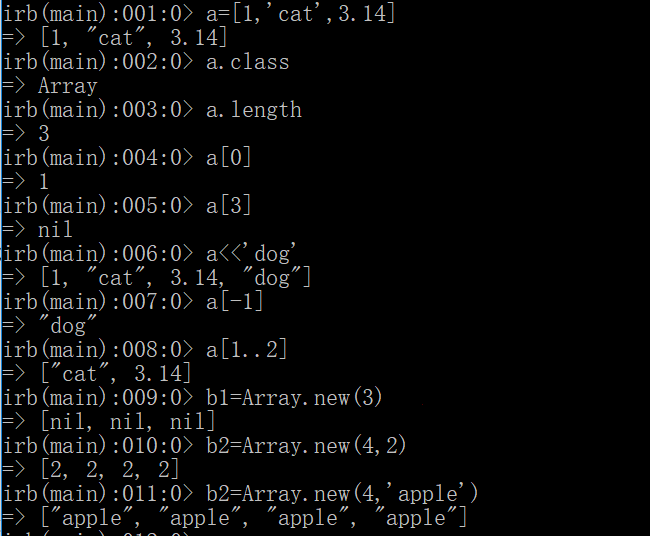 irb(main):001:0> a=[1,'cat',3.14]
=> [1, "cat", 3.14]
irb(main):002:0> a.class
=> Array
irb(main):003:0> a.length
=> 3
irb(main):004:0> a[0]
=> 1
irb(main):005:0> a[3]
=> nil
irb(main):006:0> a<<'dog'
=> [1, "cat", 3.14, "dog"]
irb(main):007:0> a[-1]
=> "dog"
irb(main):008:0> a[1..2]
=> ["cat", 3.14]
irb(main):009:0> b1=Array.new(3)
=> [nil, nil, nil]
irb(main):010:0> b2=Array.new(4,2)
=> [2, 2, 2, 2]
irb(main):011:0> b2=Array.new(4,'apple')
=> ["apple", "apple", "apple", "apple"]